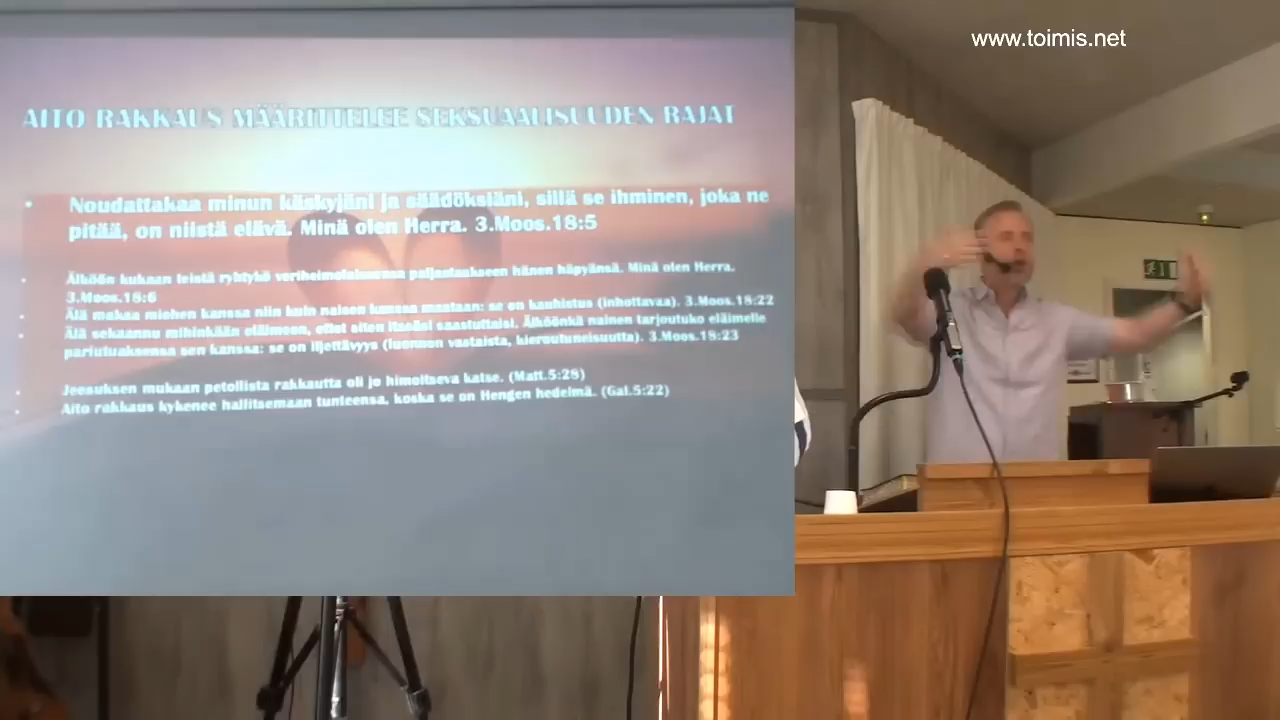 www.toimis.net
AITO RAKKAUS MÄÄRITTELEE SEKSUAALISUUDEN RAJAT
• Noudattakaa minun käskyjäni ja säädöksiäni, sillä se ihminen, joka ne
pitää, on niistä elävä. Minä olen Herra. 3.Moos.18:5
• Älköön kukaan teistä ryhtykö veriheimolaisensa paljastaakseen hänen häpyänsä. Minä olen Herra.
3.Moos.18:6
• Älä makaa miehen kanssa niin kuin naisen kanssa maataan: se on kauhistus (inhottavaa). 3.Moos.18:22
• Älä sekaannu mihinkään eläimeen, ettet siten itseäsi saastuttaisi. Älköönkä nainen tarjoutuko eläimelle
pariutuaksensa sen kanssa: se on iljettävyys (luonnon vastaista, kieroutuneisuutta). 3.Moos.18:23
• Jeesuksen mukaan petollista rakkautta oli jo himoitseva katse. (Matt.5:28)
• Aito rakkaus kykenee hallitsemaan tunteensa, koska se on Hengen hedelmä. (Gal.5:22)